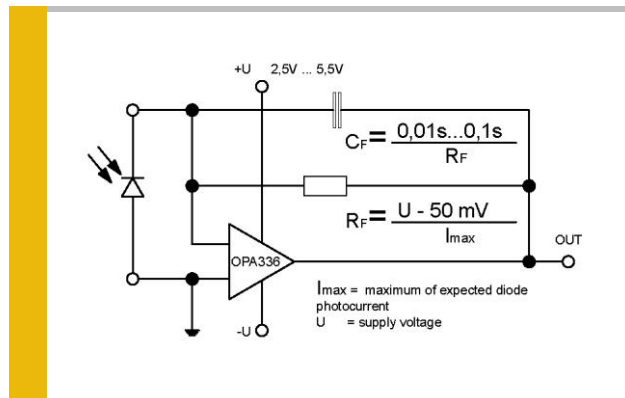 +U 2,5V ... 5,5V
CF= 0,01s...0,1s
RF
RF= U - 50 mV
Imax
OUT
OPA336
Imax = maximum of expected diode
photocurrent
U = supply voltage
-U